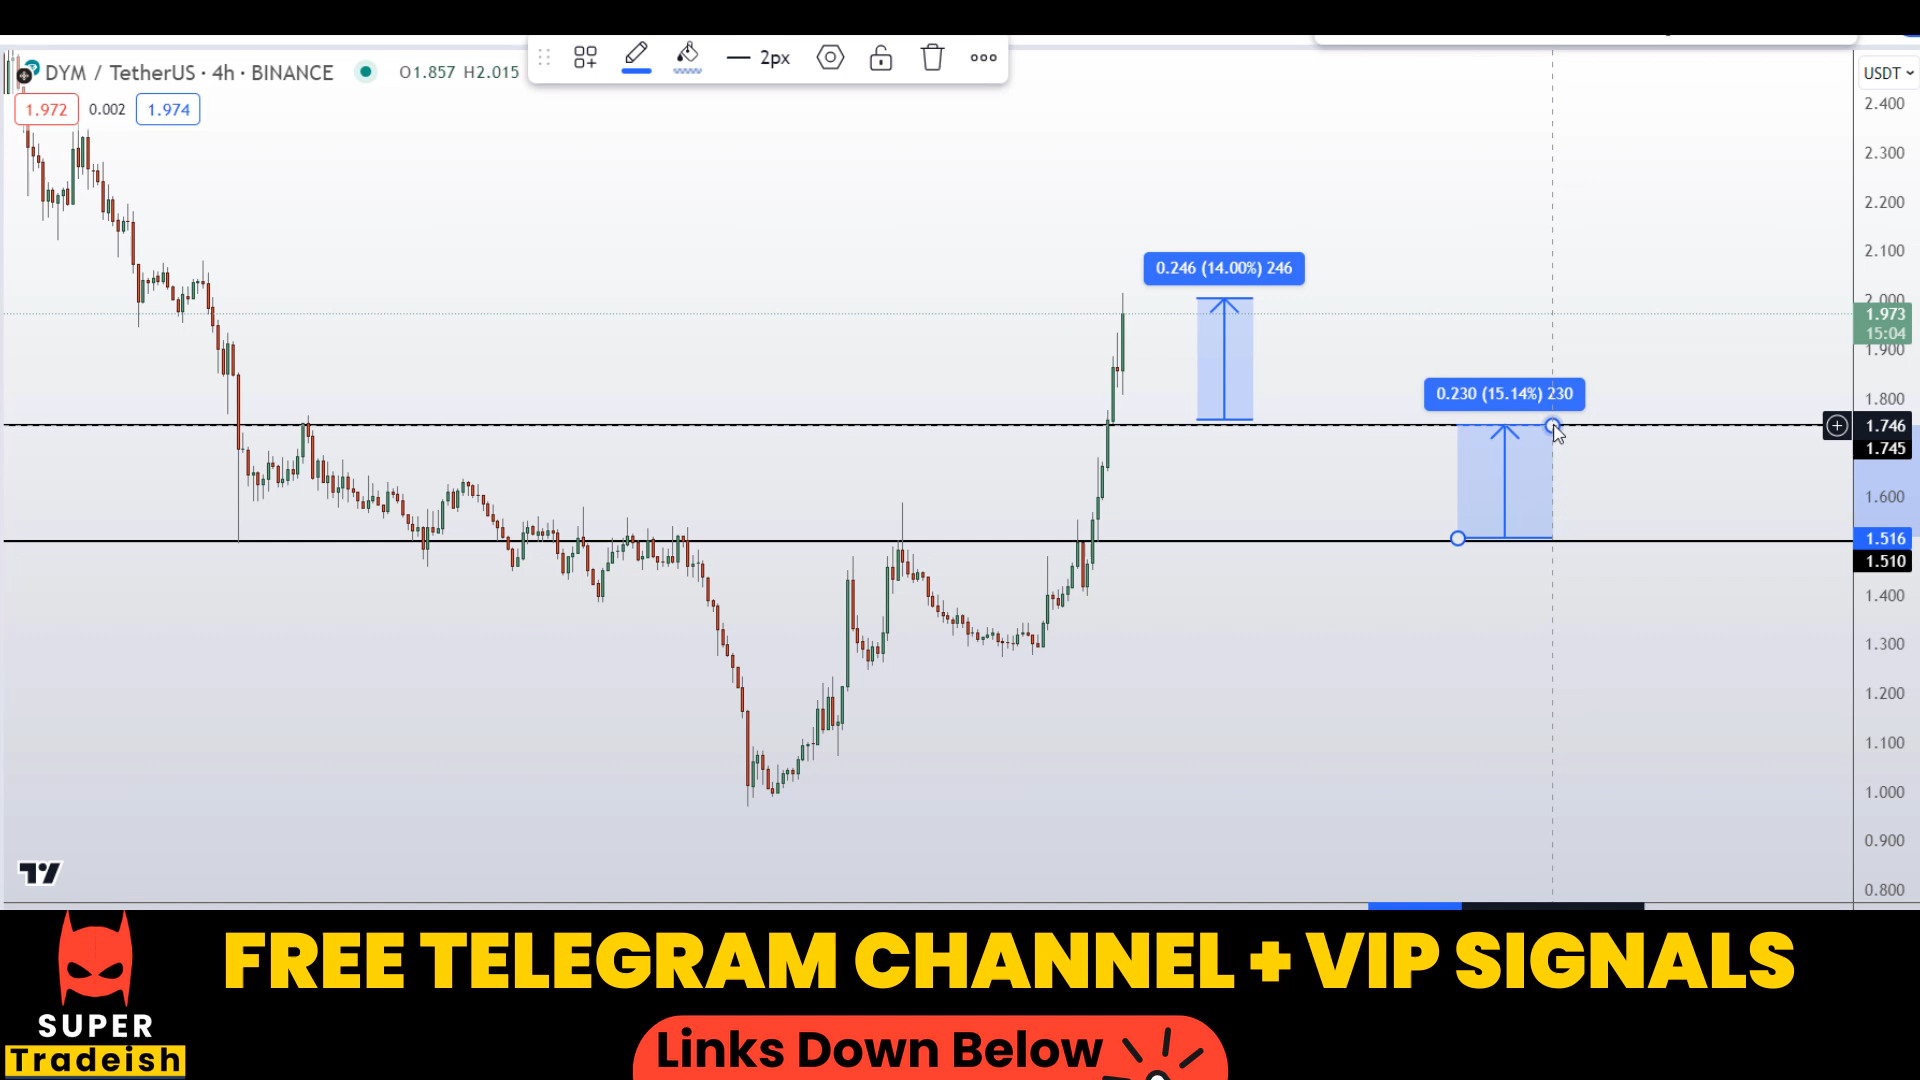 DYM / TetherUS · 4h · BINANCE
O1.857 H2.015
2px
USDT
1.972 0.002 1.974
2.400
2.300
2.200
2.100
0.246 (14.00%) 246
2.000
1.973
15:04
1.900
0.230 (15.14%) 230
1.800
1.746
1.745
1.600
1.516
1.510
1.400
1.300
1.200
1.100
1.000
0.900
0.800
FREE TELEGRAM CHANNEL + VIP SIGNALS
SUPER
Tradeish
Links Down Below